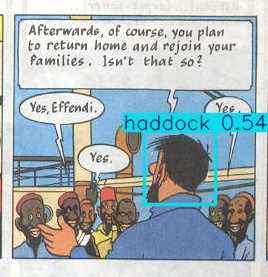 Afterwards, of course, you plan
to return home and rejoin your
families. Isn't that so?
Yes, Effendi.
Yes.
Yes.
haddock 0.54